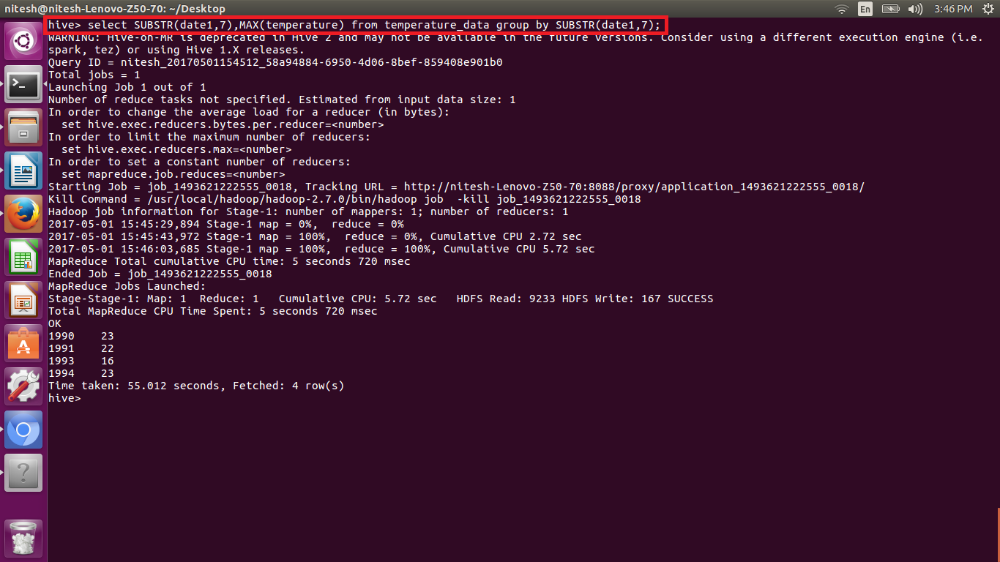 nitesh@nitesh-Lenovo-Z50-70: ~/Desktop
En
3:46 PM
hive> select SUBSTR(date1,7),MAX(temperature) from temperature_data group by SUBSTR(date1,7);
WARNING: Hive-on-MR is deprecated in Hive 2 and may not be available in the future versions. Consider using a different execution engine (i.e.
spark, tez) or using Hive 1.X releases.
Query ID = nitesh_20170501154512_58a94884-6950-4d06-8bef-859408e901b0
Total jobs = 1
Launching Job 1 out of 1
Number of reduce tasks not specified. Estimated from input data size: 1
In order to change the average load for a reducer (in bytes):
  set hive.exec.reducers.bytes.per.reducer=<number>
In order to limit the maximum number of reducers:
  set hive.exec.reducers.max=<number>
In order to set a constant number of reducers:
  set mapreduce.job.reduces=<number>
Starting Job = job_1493621222555_0018, Tracking URL = http://nitesh-Lenovo-Z50-70:8088/proxy/application_1493621222555_0018/
Kill Command = /usr/local/hadoop/hadoop-2.7.0/bin/hadoop job  -kill job_1493621222555_0018
Hadoop job information for Stage-1: number of mappers: 1; number of reducers: 1
2017-05-01 15:45:29,894 Stage-1 map = 0%,  reduce = 0%
2017-05-01 15:45:43,972 Stage-1 map = 100%,  reduce = 0%, Cumulative CPU 2.72 sec
2017-05-01 15:46:03,685 Stage-1 map = 100%,  reduce = 100%, Cumulative CPU 5.72 sec
MapReduce Total cumulative CPU time: 5 seconds 720 msec
Ended Job = job_1493621222555_0018
MapReduce Jobs Launched:
Stage-Stage-1: Map: 1  Reduce: 1   Cumulative CPU: 5.72 sec   HDFS Read: 9233 HDFS Write: 167 SUCCESS
Total MapReduce CPU Time Spent: 5 seconds 720 msec
OK
1990    23
1991    22
1993    16
1994    23
Time taken: 55.012 seconds, Fetched: 4 row(s)
hive>